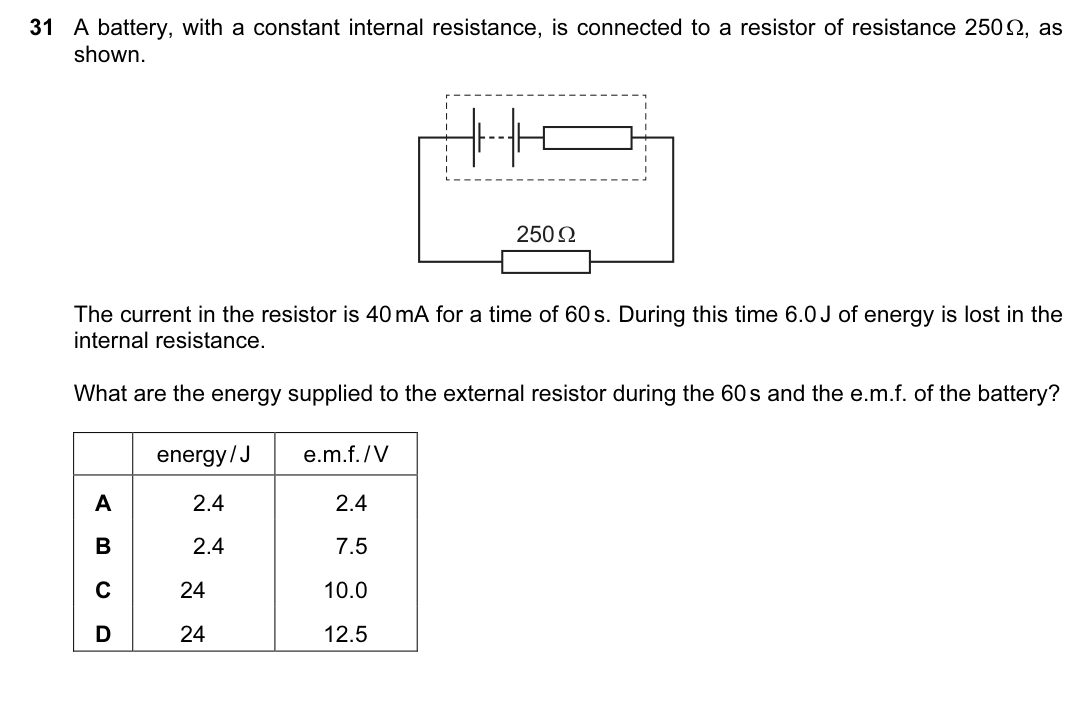 31 A battery, with a constant internal resistance, is connected to a resistor of resistance 250 Ω, as
shown.
250 Ω
The current in the resistor is 40 mA for a time of 60 s. During this time 6.0 J of energy is lost in the
internal resistance.
What are the energy supplied to the external resistor during the 60 s and the e.m.f. of the battery?
energy / J e.m.f. / V
A 2.4 2.4
B 2.4 7.5
C 24 10.0
D 24 12.5